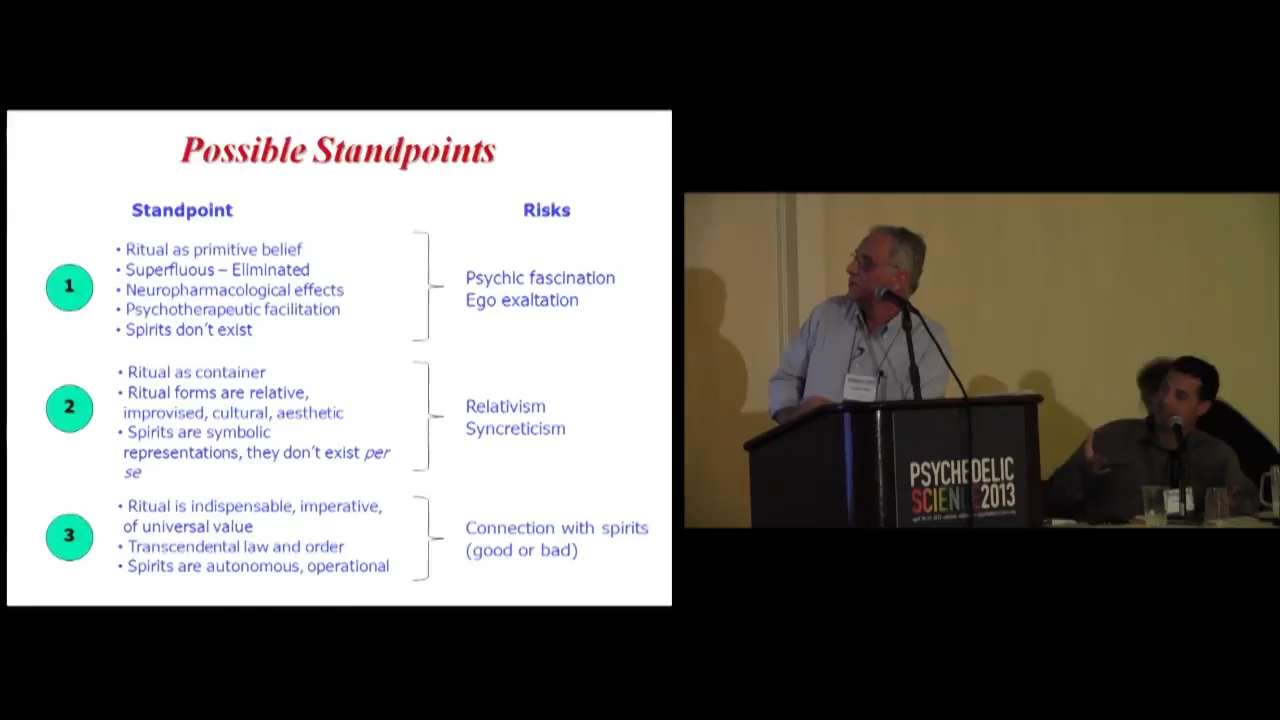 Possible Standpoints
Standpoint
Risks
1
• Ritual as primitive belief
• Superfluous – Eliminated
• Neuropharmacological effects
• Psychotherapeutic facilitation
• Spirits don’t exist
Psychic fascination
Ego exaltation
2
• Ritual as container
• Ritual forms are relative,
improvised, cultural, aesthetic
• Spirits are symbolic
representations, they don’t exist per
se
Relativism
Syncreticism
3
• Ritual is indispensable, imperative,
of universal value
• Transcendental law and order
• Spirits are autonomous, operational
Connection with spirits
(good or bad)
PSYCHEDELIC
SCIENCE 2013